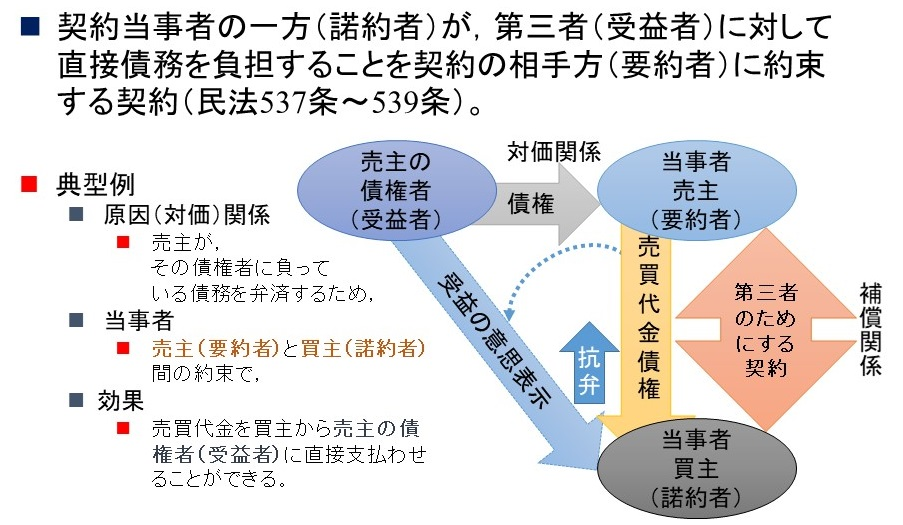 契約当事者の一方（諾約者）が，第三者（受益者）に対して
直接債務を負担することを契約の相手方（要約者）に約束
する契約（民法537条～539条）。
典型例
原因（対価）関係
売主が，
その債権者に負って
いる債務を弁済するため，
当事者
売主（要約者）と買主（諾約者）
間の約束で，
効果
売買代金を買主から売主の債
権者（受益者）に直接支払わせ
ることができる。
売主の
債権者
（受益者）
対価関係
債権
当事者
売主
（要約者）
受益の意思表示
抗弁
売買代金債権
第三者
のため
にする
契約
補償関係
当事者
買主
（諾約者）